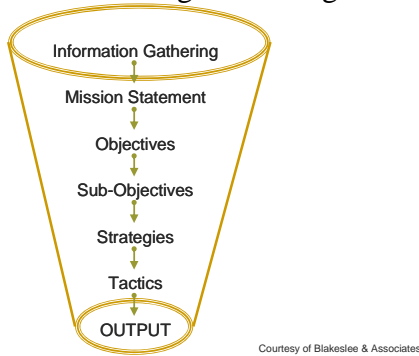 Information Gathering
Mission Statement
Objectives
Sub-Objectives
Strategies
Tactics
OUTPUT
Courtesy of Blakeslee & Associates